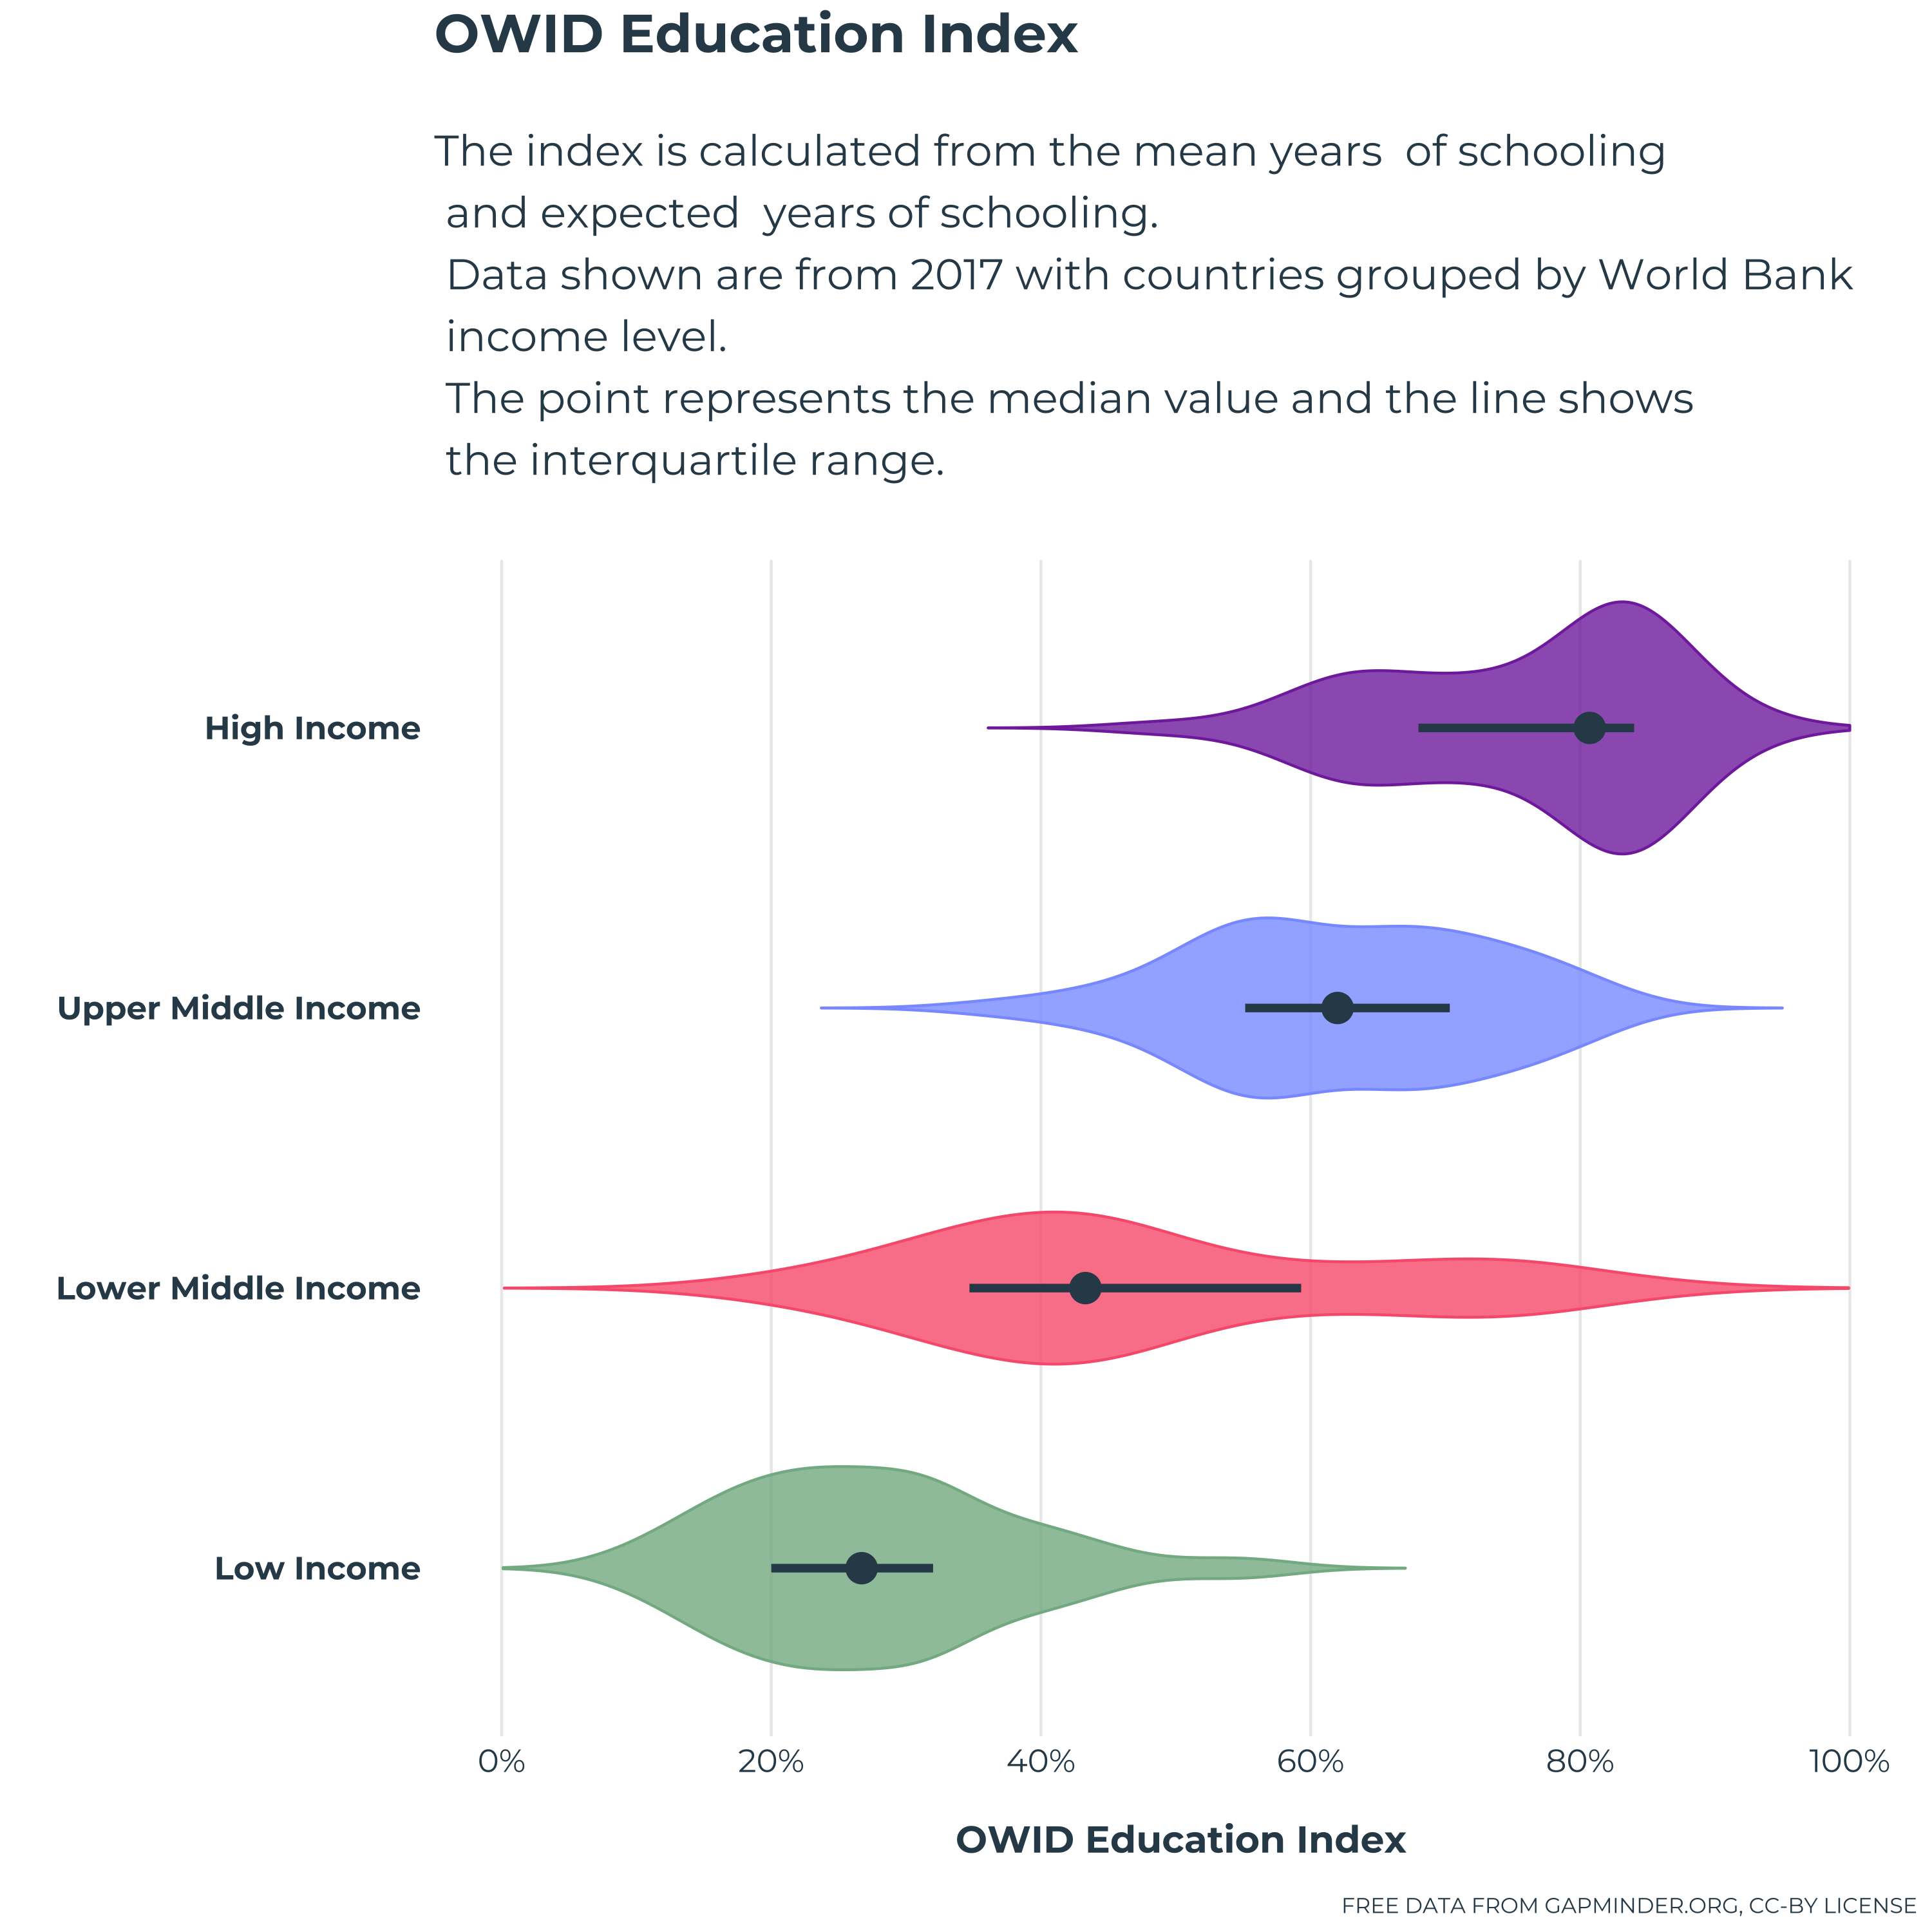 OWID Education Index
The index is calculated from the mean years  of schooling
and expected  years of schooling.
Data shown are from 2017 with countries grouped by World Bank
income level.
The point represents the median value and the line shows
the interquartile range.
High Income
Upper Middle Income
Lower Middle Income
Low Income
0% 20% 40% 60% 80% 100%
OWID Education Index
FREE DATA FROM GAPMINDER.ORG, CC-BY LICENSE